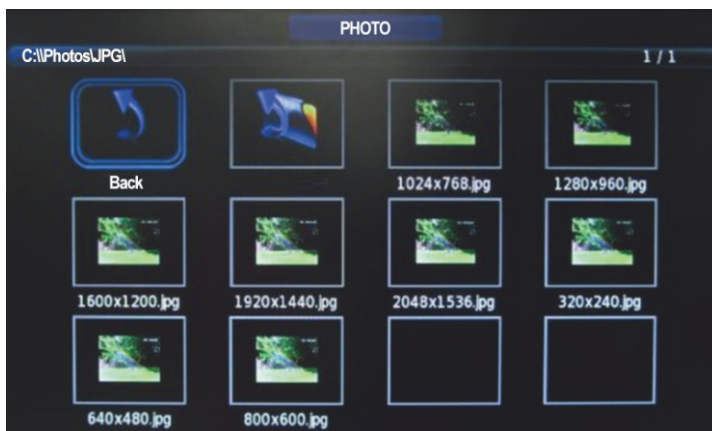 PHOTO
C:\\Photos\JPG\ 1 / 1
Back 1024x768.jpg 1280x960.jpg
1600x1200.jpg 1920x1440.jpg 2048x1536.jpg 320x240.jpg
640x480.jpg 800x600.jpg